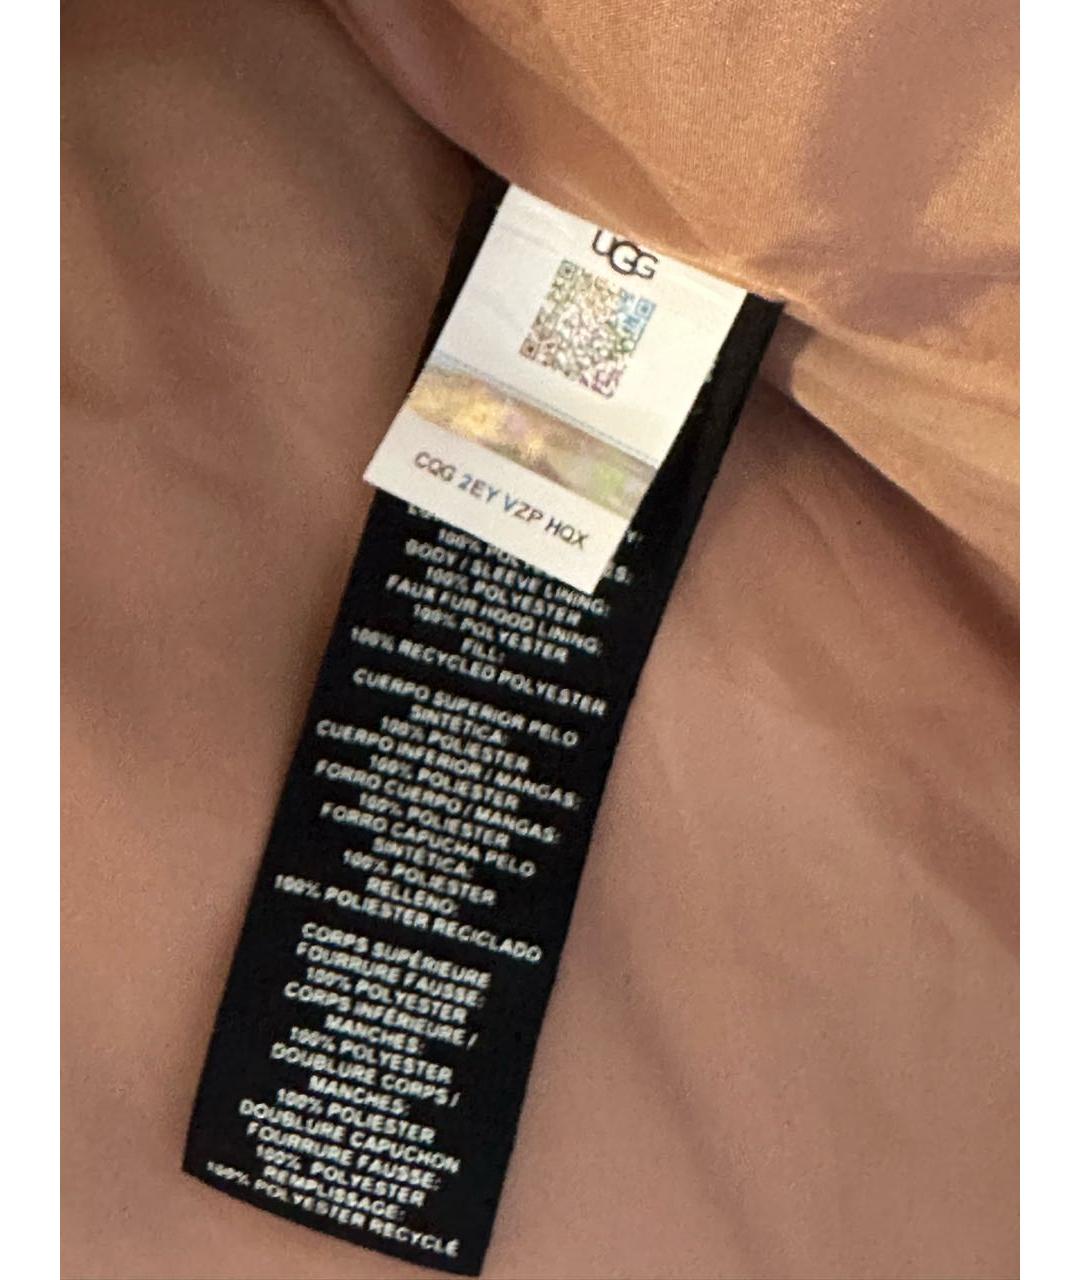 UGG
CQG 2EY VZP HQX
100%
BODY / SLEEVE LINING:
100% POLYESTER
FAUX FUR HOOD LINING:
100% POLYESTER
FILL:
100% RECYCLED POLYESTER
CUERPO SUPERIOR PELO
SINTÉTICA:
100% POLIESTER
CUERPO INFERIOR / MANGAS:
100% POLIESTER
FORRO CUERPO / MANGAS:
100% POLIESTER
FORRO CAPUCHA PELO
SINTÉTICA:
100% POLIESTER
RELLENO:
100% POLIESTER RECICLADO
CORPS SUPÉRIEURE
FOURRURE FAUSSE:
100% POLYESTER
CORPS INFÉRIEURE /
MANCHES:
100% POLYESTER
DOUBLURE CORPS /
MANCHES:
100% POLIESTER
DOUBLURE CAPUCHON
FOURRURE FAUSSE:
100% POLYESTER
REMPLISSAGE:
100% POLYESTER RECYCLÉ